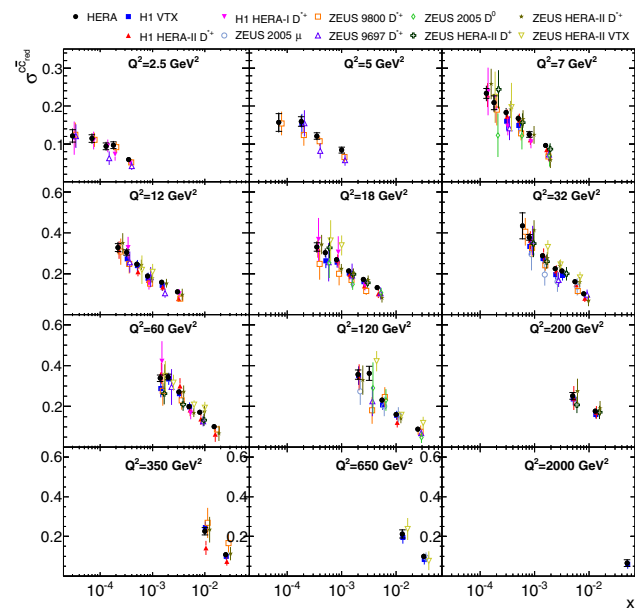 HERA H1 VTX H1 HERA-I D*+ ZEUS 9800 D*+ ZEUS 2005 D0 ZEUS HERA-II D*+
H1 HERA-II D*+ ZEUS 2005 μ ZEUS 9697 D*+ ZEUS HERA-II D+ ZEUS HERA-II VTX
σ^{cc̄}_{red}
Q²=2.5 GeV² Q²=5 GeV² Q²=7 GeV²
0.3
0.2
0.1
Q²=12 GeV² Q²=18 GeV² Q²=32 GeV²
0.6
0.4
0.2
Q²=60 GeV² Q²=120 GeV² Q²=200 GeV²
0.4
0.2
Q²=350 GeV² Q²=650 GeV² Q²=2000 GeV²
0.6 0.6 0.6
0.4 0.4 0.4
0.2 0.2 0.2
10⁻⁴ 10⁻³ 10⁻² 10⁻⁴ 10⁻³ 10⁻² 10⁻⁴ 10⁻³ 10⁻² x